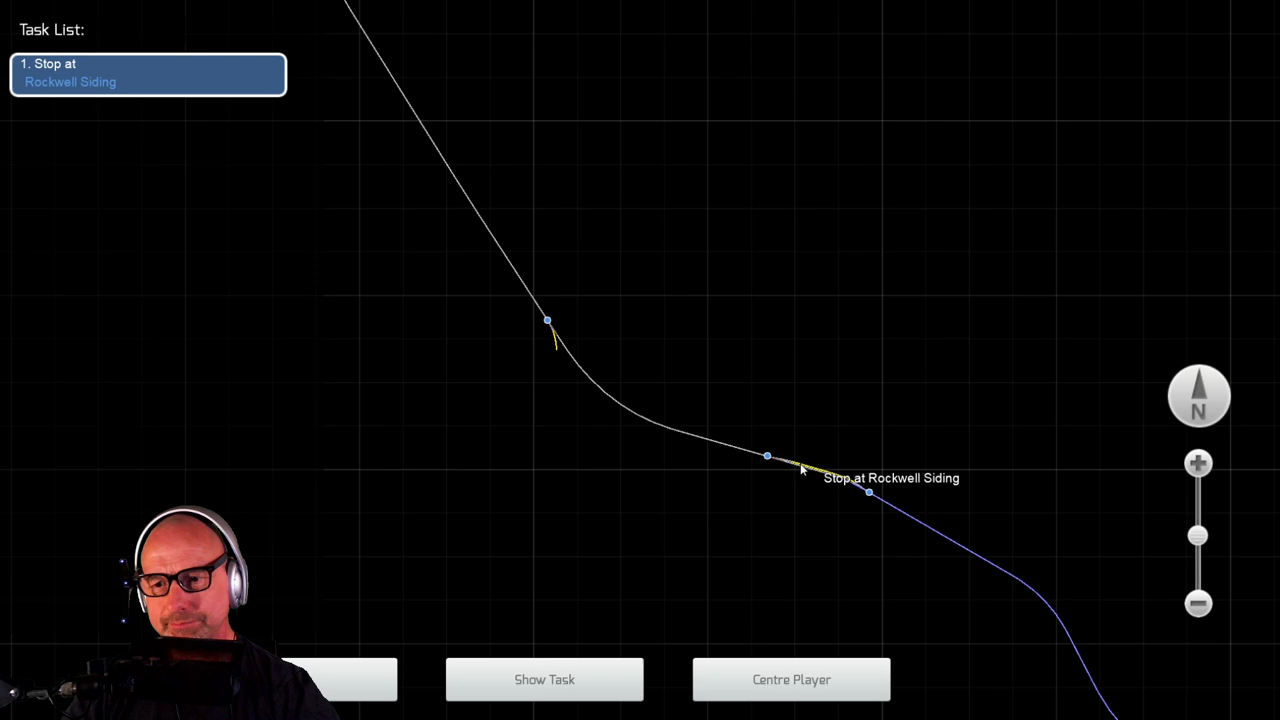 Task List:
1. Stop at
Rockwell Siding
Stop at Rockwell Siding
N
Show Task
Centre Player